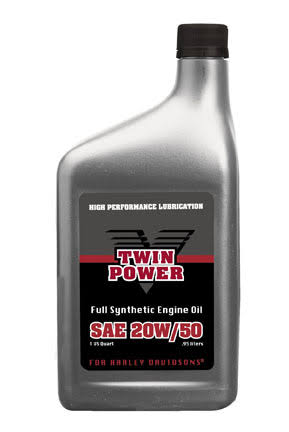 HIGH PERFORMANCE LUBRICATION
TWIN
POWER
Full Synthetic Engine Oil
SAE 20W/50
1 US Quart .95 liters
FOR HARLEY DAVIDSONS®